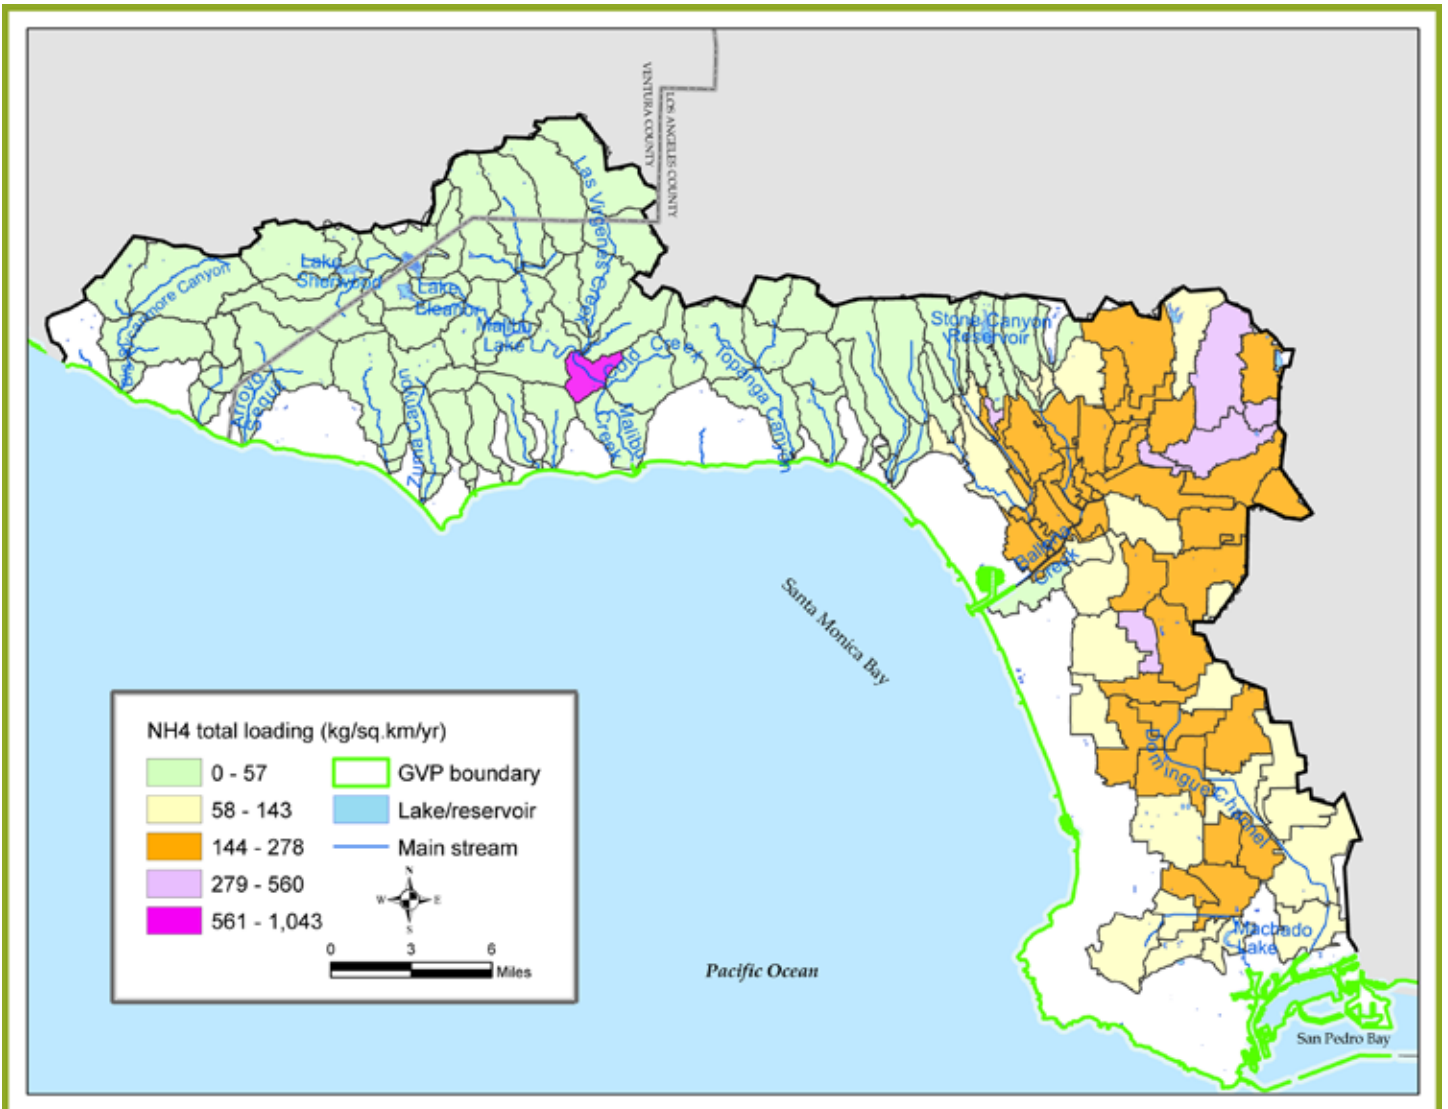 VENTURA COUNTY
LOS ANGELES COUNTY
Las Virgenes Creek
Big Sycamore Canyon
Lake
Sherwood
Lake
Eleanor
Malibu
Lake
Stone Canyon
Reservoir
Cold Creek
Topanga Canyon
Arroyo
Sequit
Zuma Canyon
Malibu
Creek
Ballona
Creek
Santa Monica Bay
Dominguez Channel
Machado
Lake
Pacific Ocean
San Pedro Bay
NH4 total loading (kg/sq.km/yr)
0 - 57
GVP boundary
58 - 143
Lake/reservoir
144 - 278
Main stream
279 - 560
561 - 1,043
N
W
E
S
0 3 6
Miles